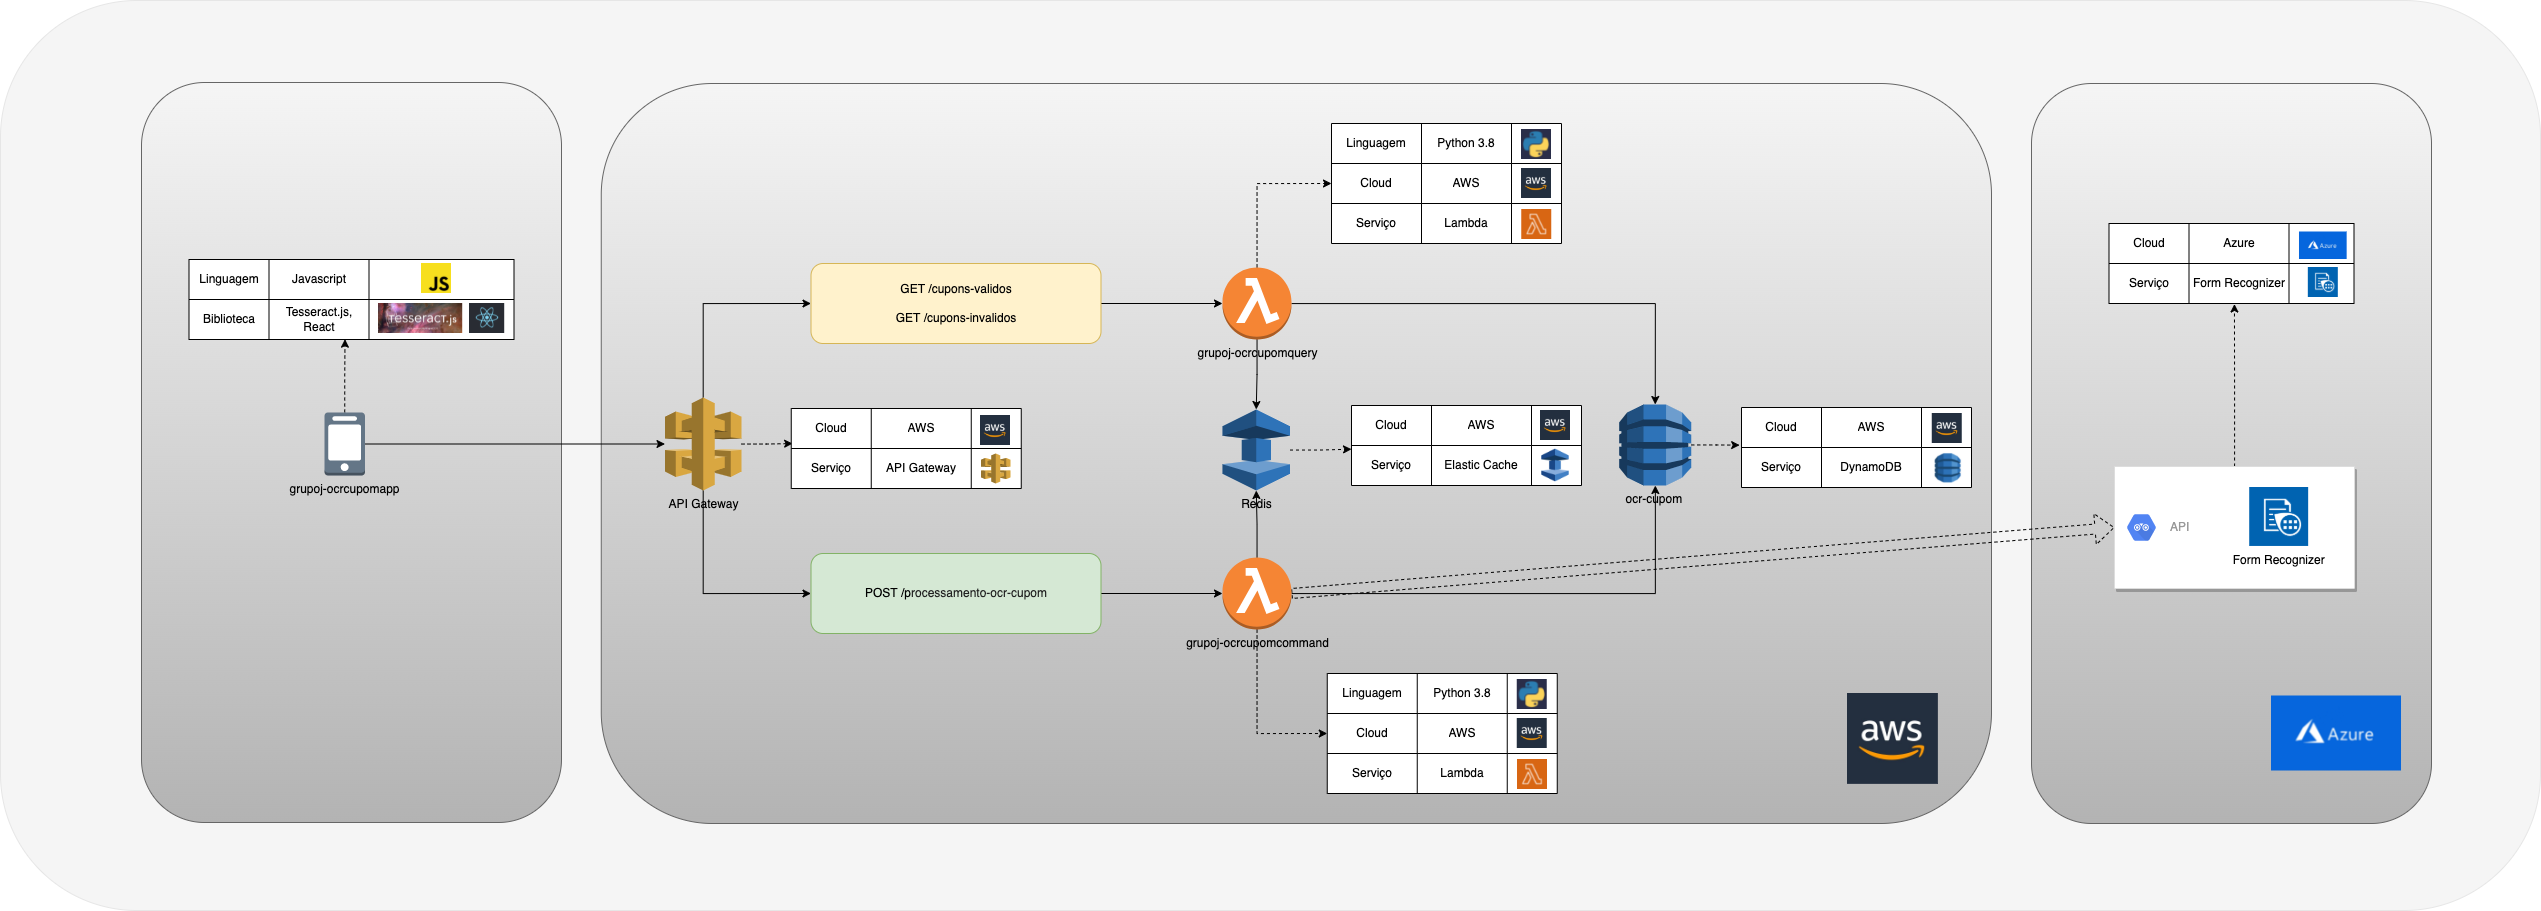 Linguagem
Javascript
JS
Biblioteca
Tesseract.js,
React
Tesseract.js
grupoj-ocrcupomapp
API Gateway
Cloud
AWS
aws
Serviço
API Gateway
GET /cupons-validos
GET /cupons-invalidos
POST /processamento-ocr-cupom
Linguagem
Python 3.8
Cloud
AWS
aws
Serviço
Lambda
grupoj-ocrcupomquery
Redis
Cloud
AWS
aws
Serviço
Elastic Cache
ocr-cupom
Cloud
AWS
aws
Serviço
DynamoDB
grupoj-ocrcupomcommand
Linguagem
Python 3.8
Cloud
AWS
aws
Serviço
Lambda
aws
Cloud
Azure
Azure
Serviço
Form Recognizer
API
Form Recognizer
Azure